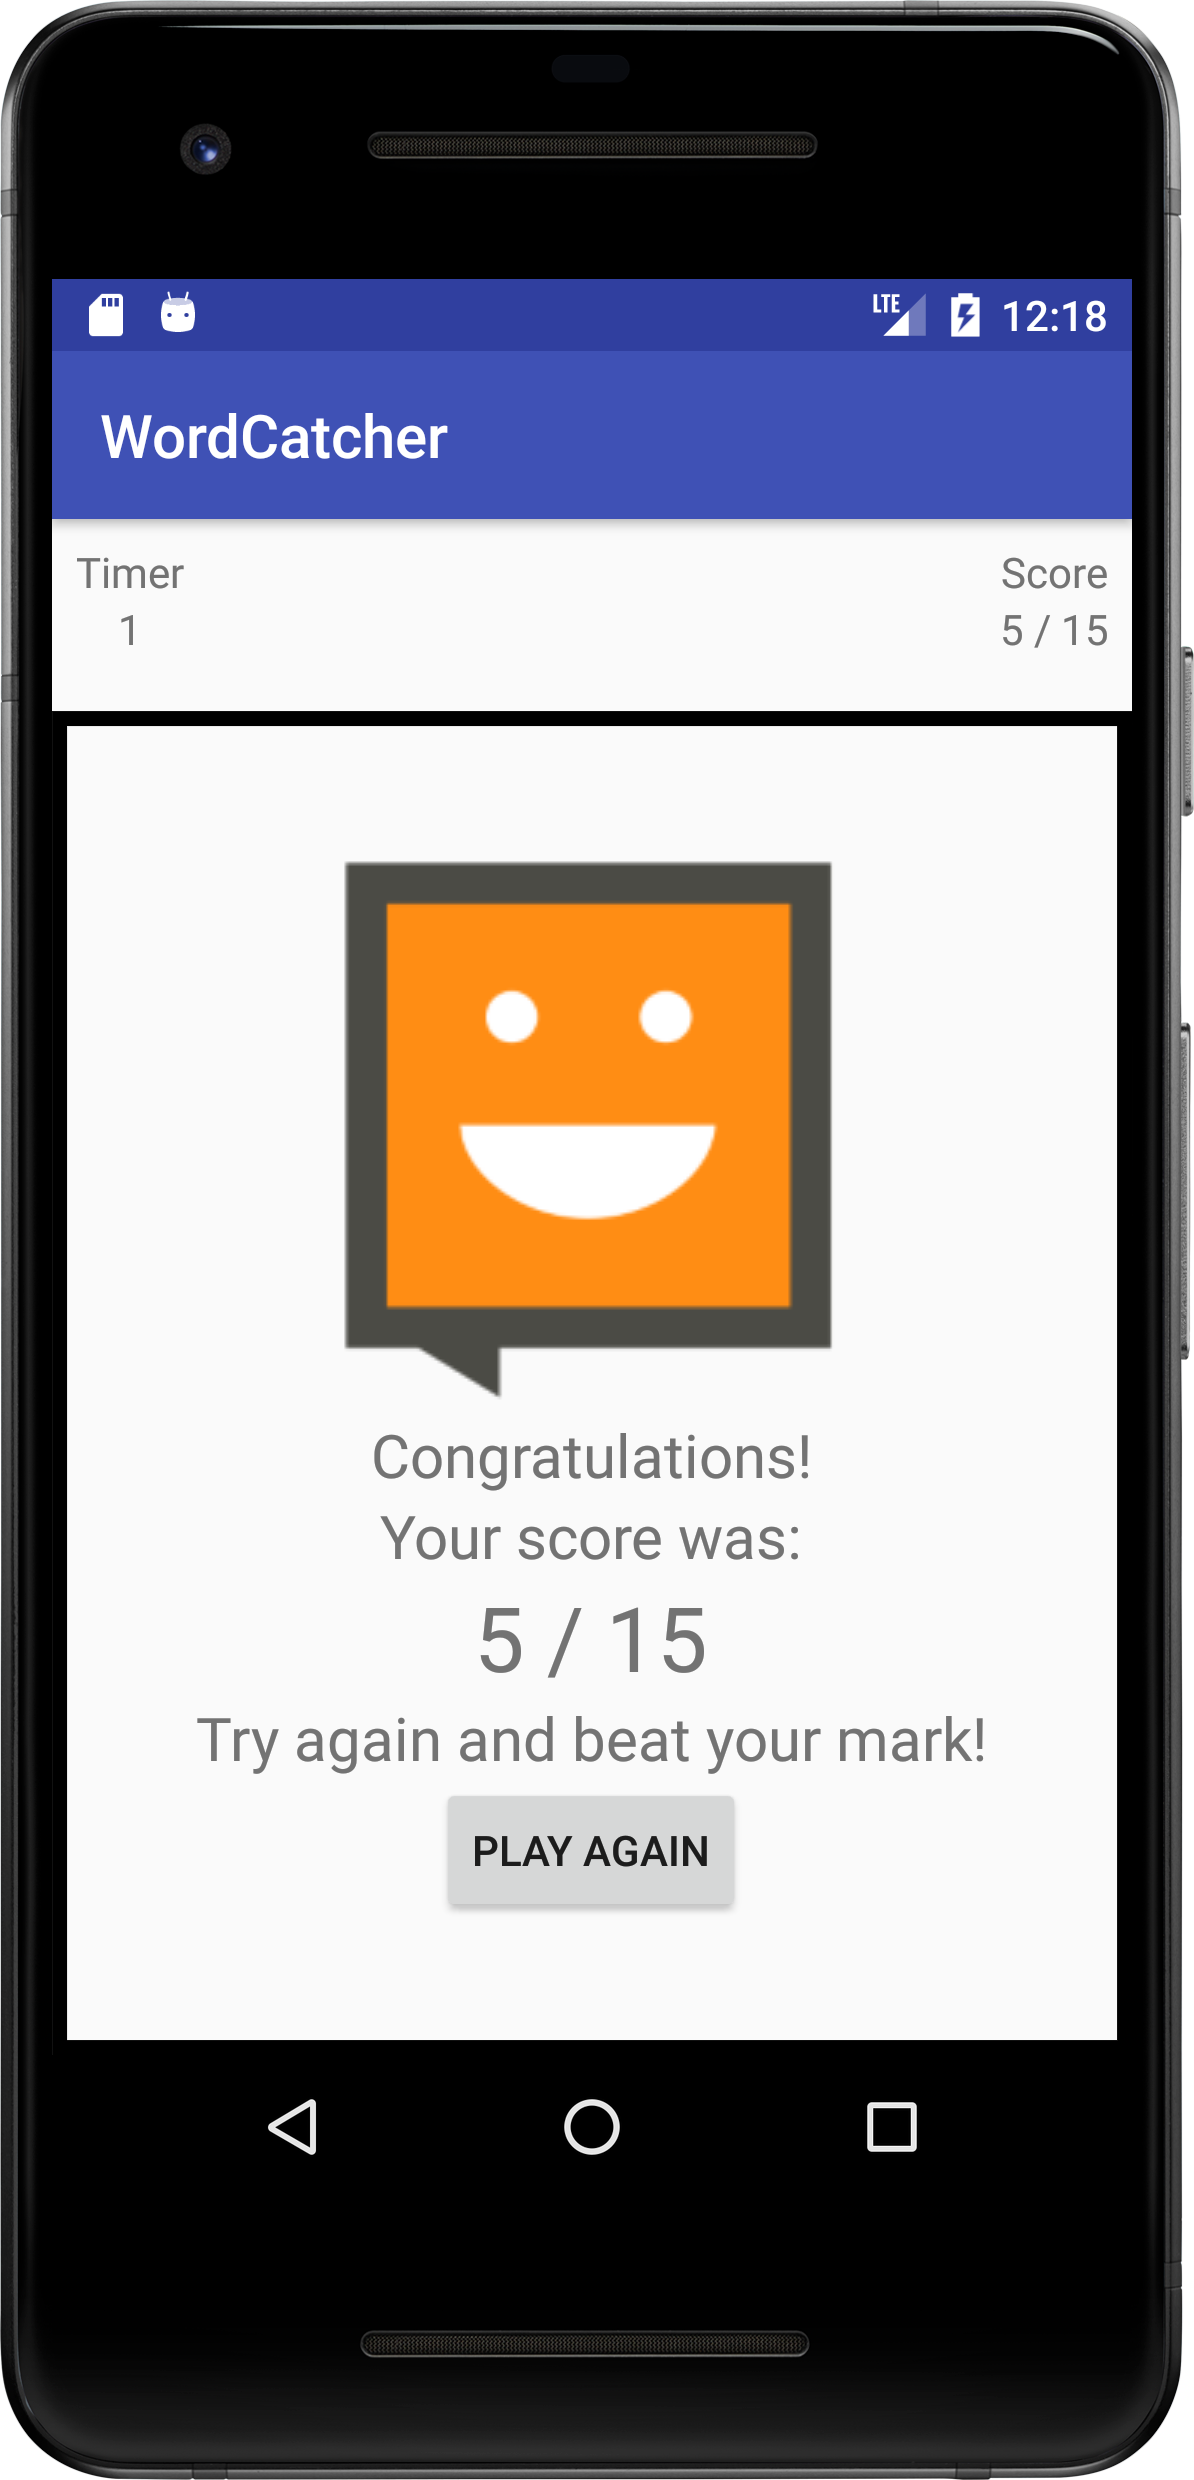 LTE 12:18
WordCatcher
Timer Score
1 5 / 15
Congratulations!
Your score was:
5 / 15
Try again and beat your mark!
PLAY AGAIN